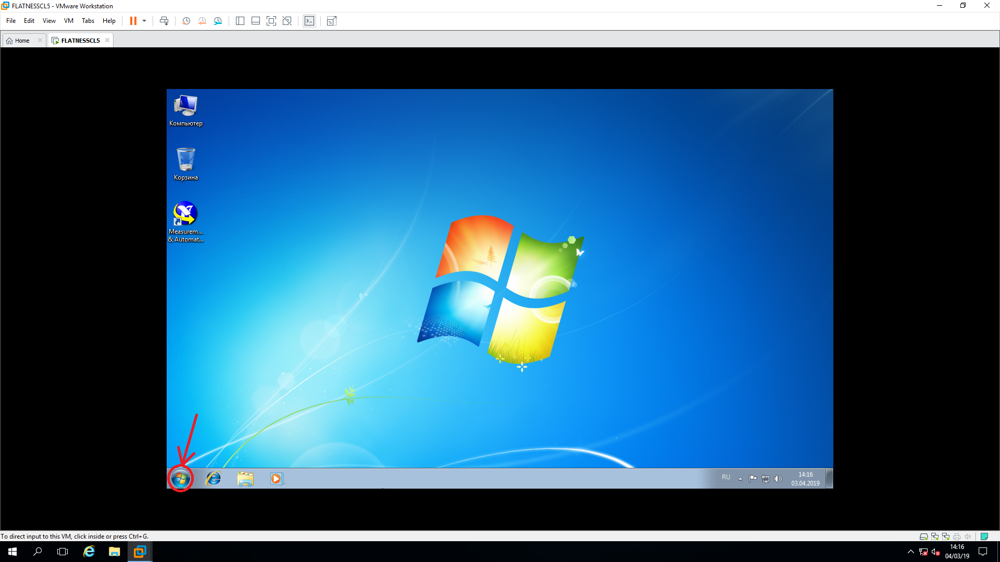 FLATNESSCL5 - VMware Workstation
File Edit View VM Tabs Help
Home FLATNESSCL5
Компьютер
Корзина
Measurem...
& Automat...
RU 14:16
03.04.2019
To direct input to this VM, click inside or press Ctrl+G.
14:16
04/03/19